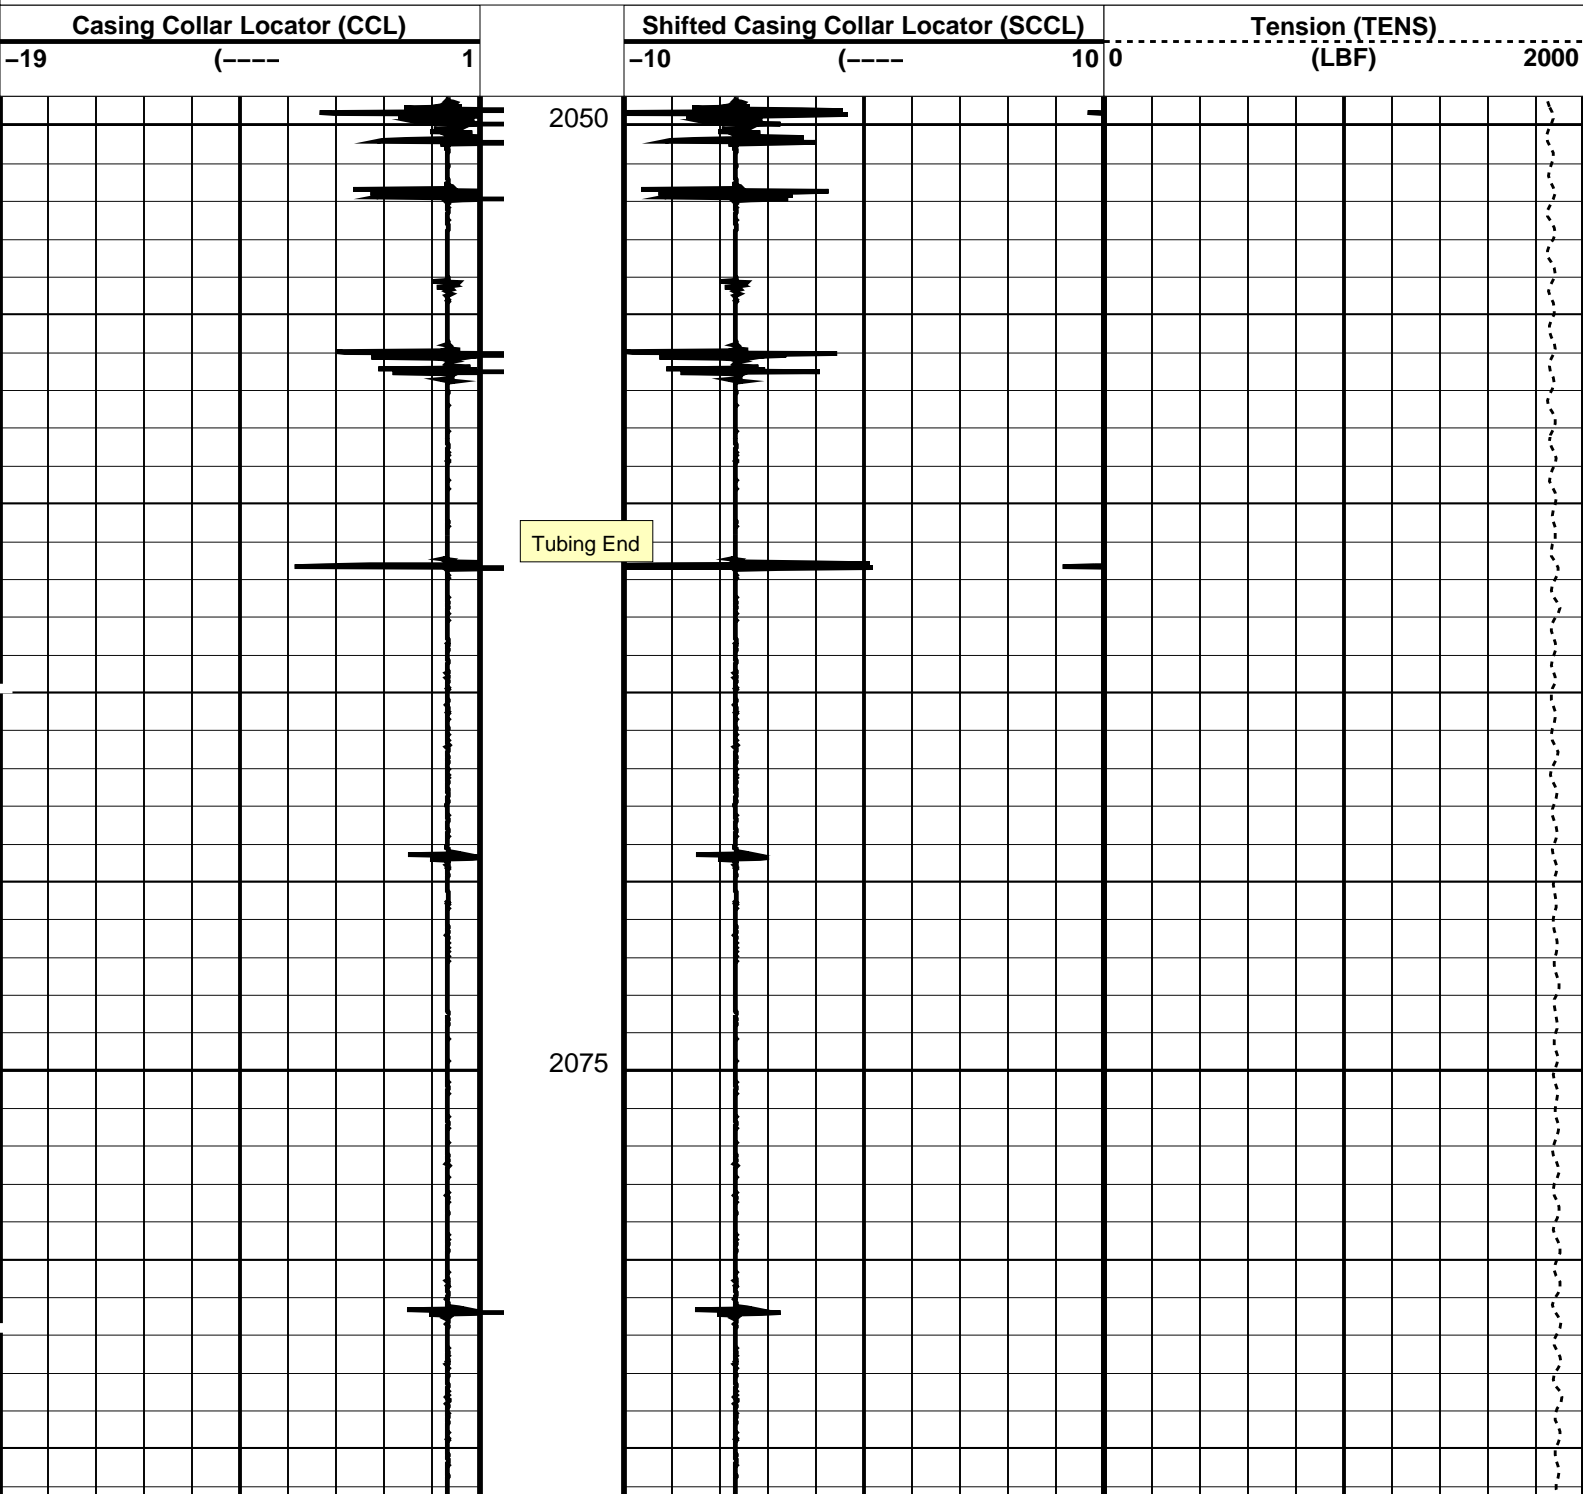 Casing Collar Locator (CCL)
–19 (–––– 1
Shifted Casing Collar Locator (SCCL)
–10 (–––– 10
Tension (TENS)
0 (LBF) 2000
2050
Tubing End
2075